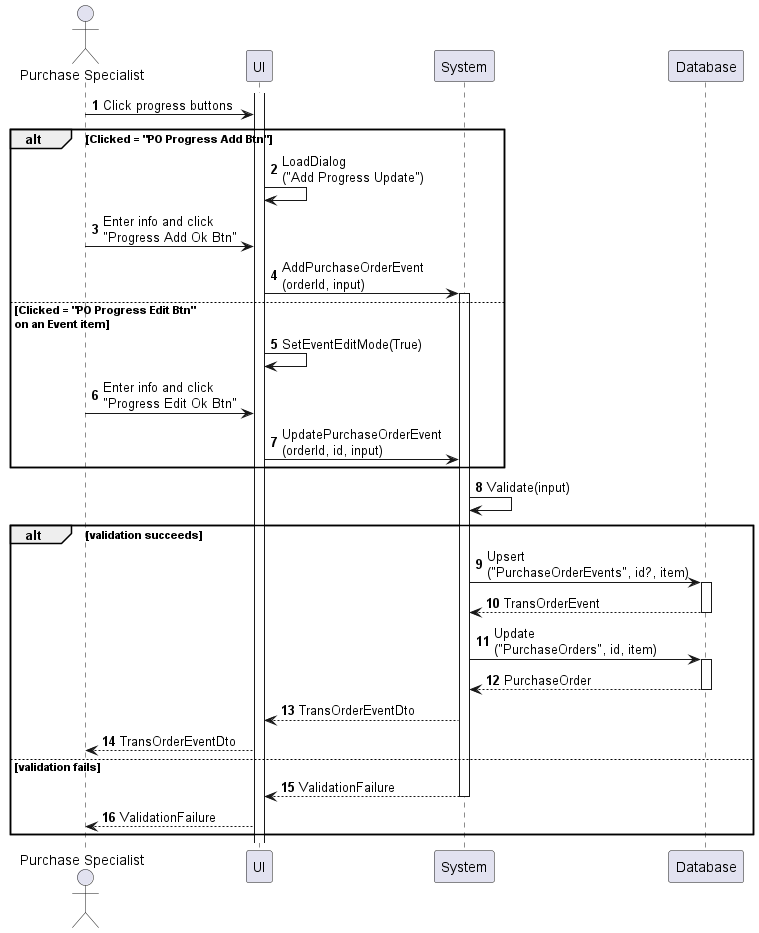 Purchase Specialist
UI
System
Database
1 Click progress buttons
alt
[Clicked = "PO Progress Add Btn"]
2 LoadDialog
("Add Progress Update")
3 Enter info and click
"Progress Add Ok Btn"
4 AddPurchaseOrderEvent
(orderId, input)
[Clicked = "PO Progress Edit Btn"
on an Event item]
5 SetEventEditMode(True)
6 Enter info and click
"Progress Edit Ok Btn"
7 UpdatePurchaseOrderEvent
(orderId, id, input)
8 Validate(input)
alt
[validation succeeds]
9 Upsert
("PurchaseOrderEvents", id?, item)
10 TransOrderEvent
11 Update
("PurchaseOrders", id, item)
12 PurchaseOrder
13 TransOrderEventDto
14 TransOrderEventDto
[validation fails]
15 ValidationFailure
16 ValidationFailure
Purchase Specialist
UI
System
Database